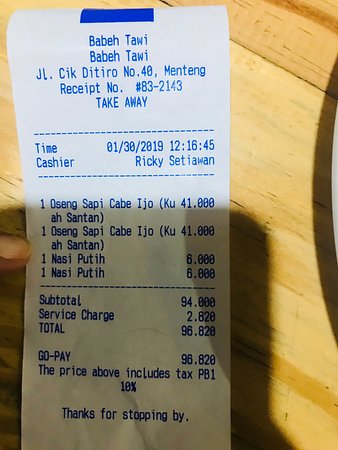 Babeh Tawi
Babeh Tawi
Jl. Cik Ditiro No.40, Menteng
Receipt No. #83-2143
TAKE AWAY
Time 01/30/2019 12:16:45
Cashier Ricky Setiawan
1 Oseng Sapi Cabe Ijo (Ku 41.000
ah Santan)
1 Oseng Sapi Cabe Ijo (Ku 41.000
ah Santan)
1 Nasi Putih 6.000
1 Nasi Putih 6.000
Subtotal 94.000
Service Charge 2.820
TOTAL 96.820
GO-PAY 96.820
The price above includes tax PB1
10%
Thanks for stopping by.